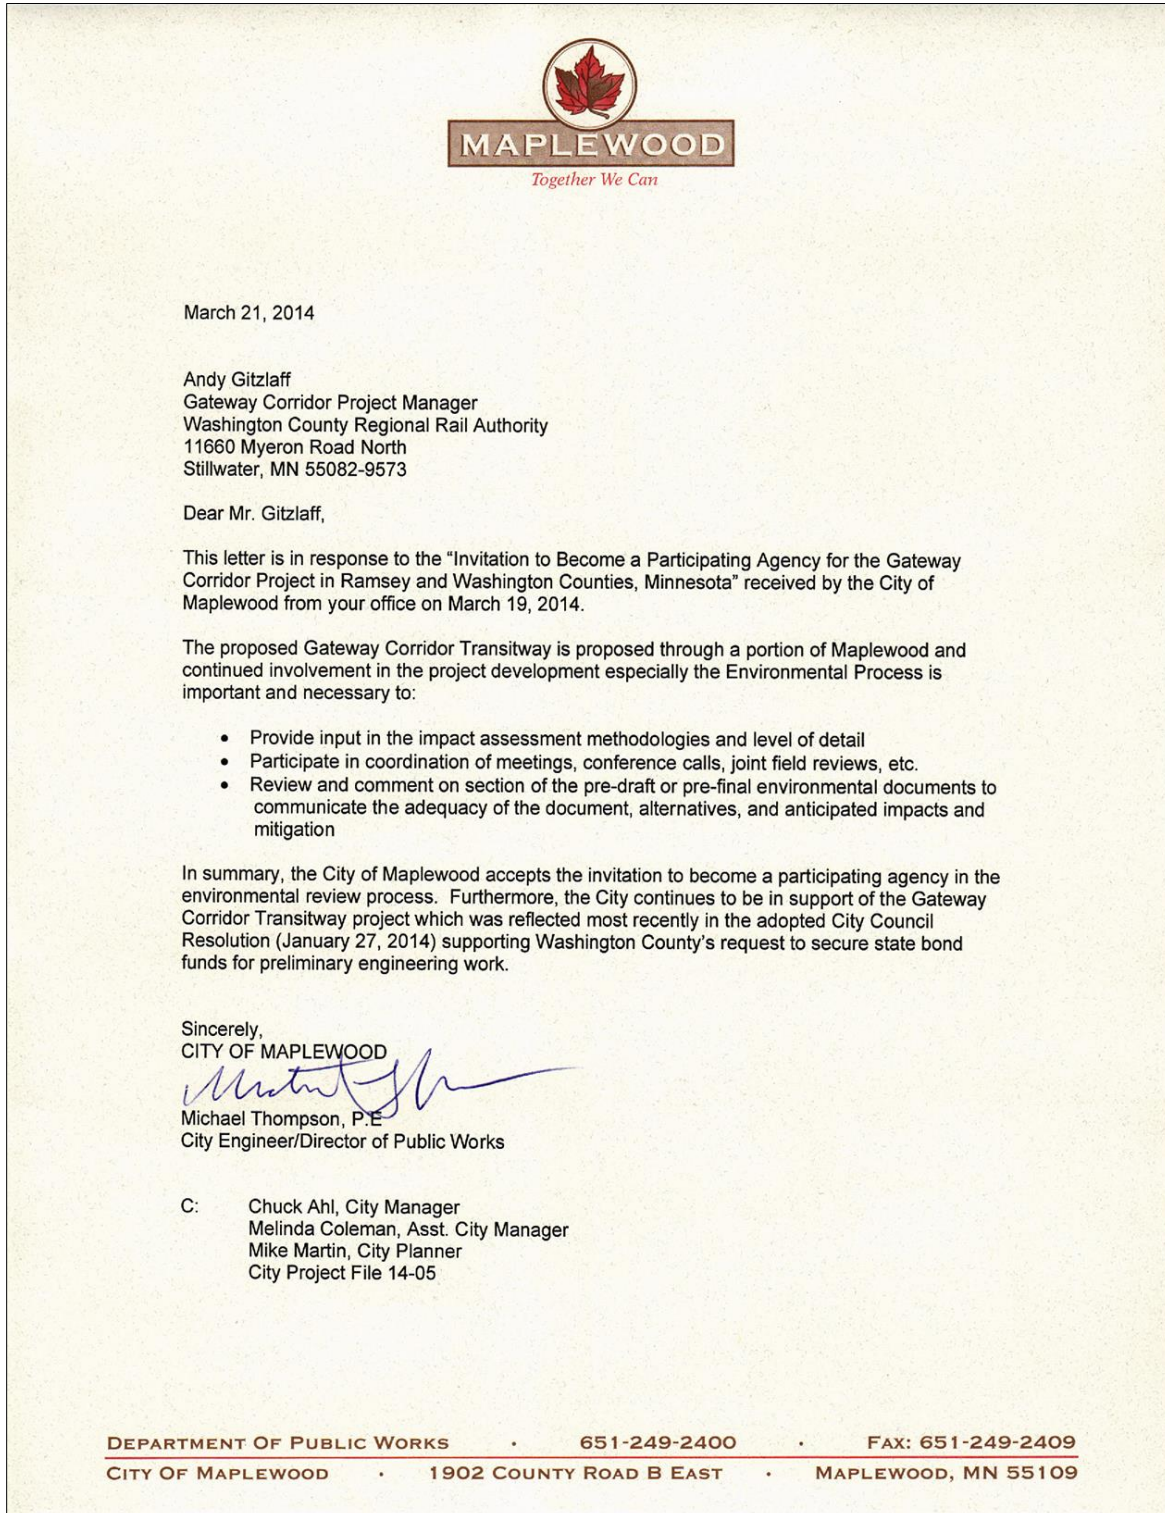 MAPLEWOOD
Together We Can
March 21, 2014
Andy Gitzlaff
Gateway Corridor Project Manager
Washington County Regional Rail Authority
11660 Myeron Road North
Stillwater, MN 55082-9573
Dear Mr. Gitzlaff,
This letter is in response to the “Invitation to Become a Participating Agency for the Gateway
Corridor Project in Ramsey and Washington Counties, Minnesota” received by the City of
Maplewood from your office on March 19, 2014.
The proposed Gateway Corridor Transitway is proposed through a portion of Maplewood and
continued involvement in the project development especially the Environmental Process is
important and necessary to:
• Provide input in the impact assessment methodologies and level of detail
• Participate in coordination of meetings, conference calls, joint field reviews, etc.
• Review and comment on section of the pre-draft or pre-final environmental documents to
communicate the adequacy of the document, alternatives, and anticipated impacts and
mitigation
In summary, the City of Maplewood accepts the invitation to become a participating agency in the
environmental review process.  Furthermore, the City continues to be in support of the Gateway
Corridor Transitway project which was reflected most recently in the adopted City Council
Resolution (January 27, 2014) supporting Washington County's request to secure state bond
funds for preliminary engineering work.
Sincerely,
CITY OF MAPLEWOOD
Michael Thompson, P.E
City Engineer/Director of Public Works
C: Chuck Ahl, City Manager
Melinda Coleman, Asst. City Manager
Mike Martin, City Planner
City Project File 14-05
DEPARTMENT OF PUBLIC WORKS • 651-249-2400 • FAX: 651-249-2409
CITY OF MAPLEWOOD • 1902 COUNTY ROAD B EAST • MAPLEWOOD, MN 55109